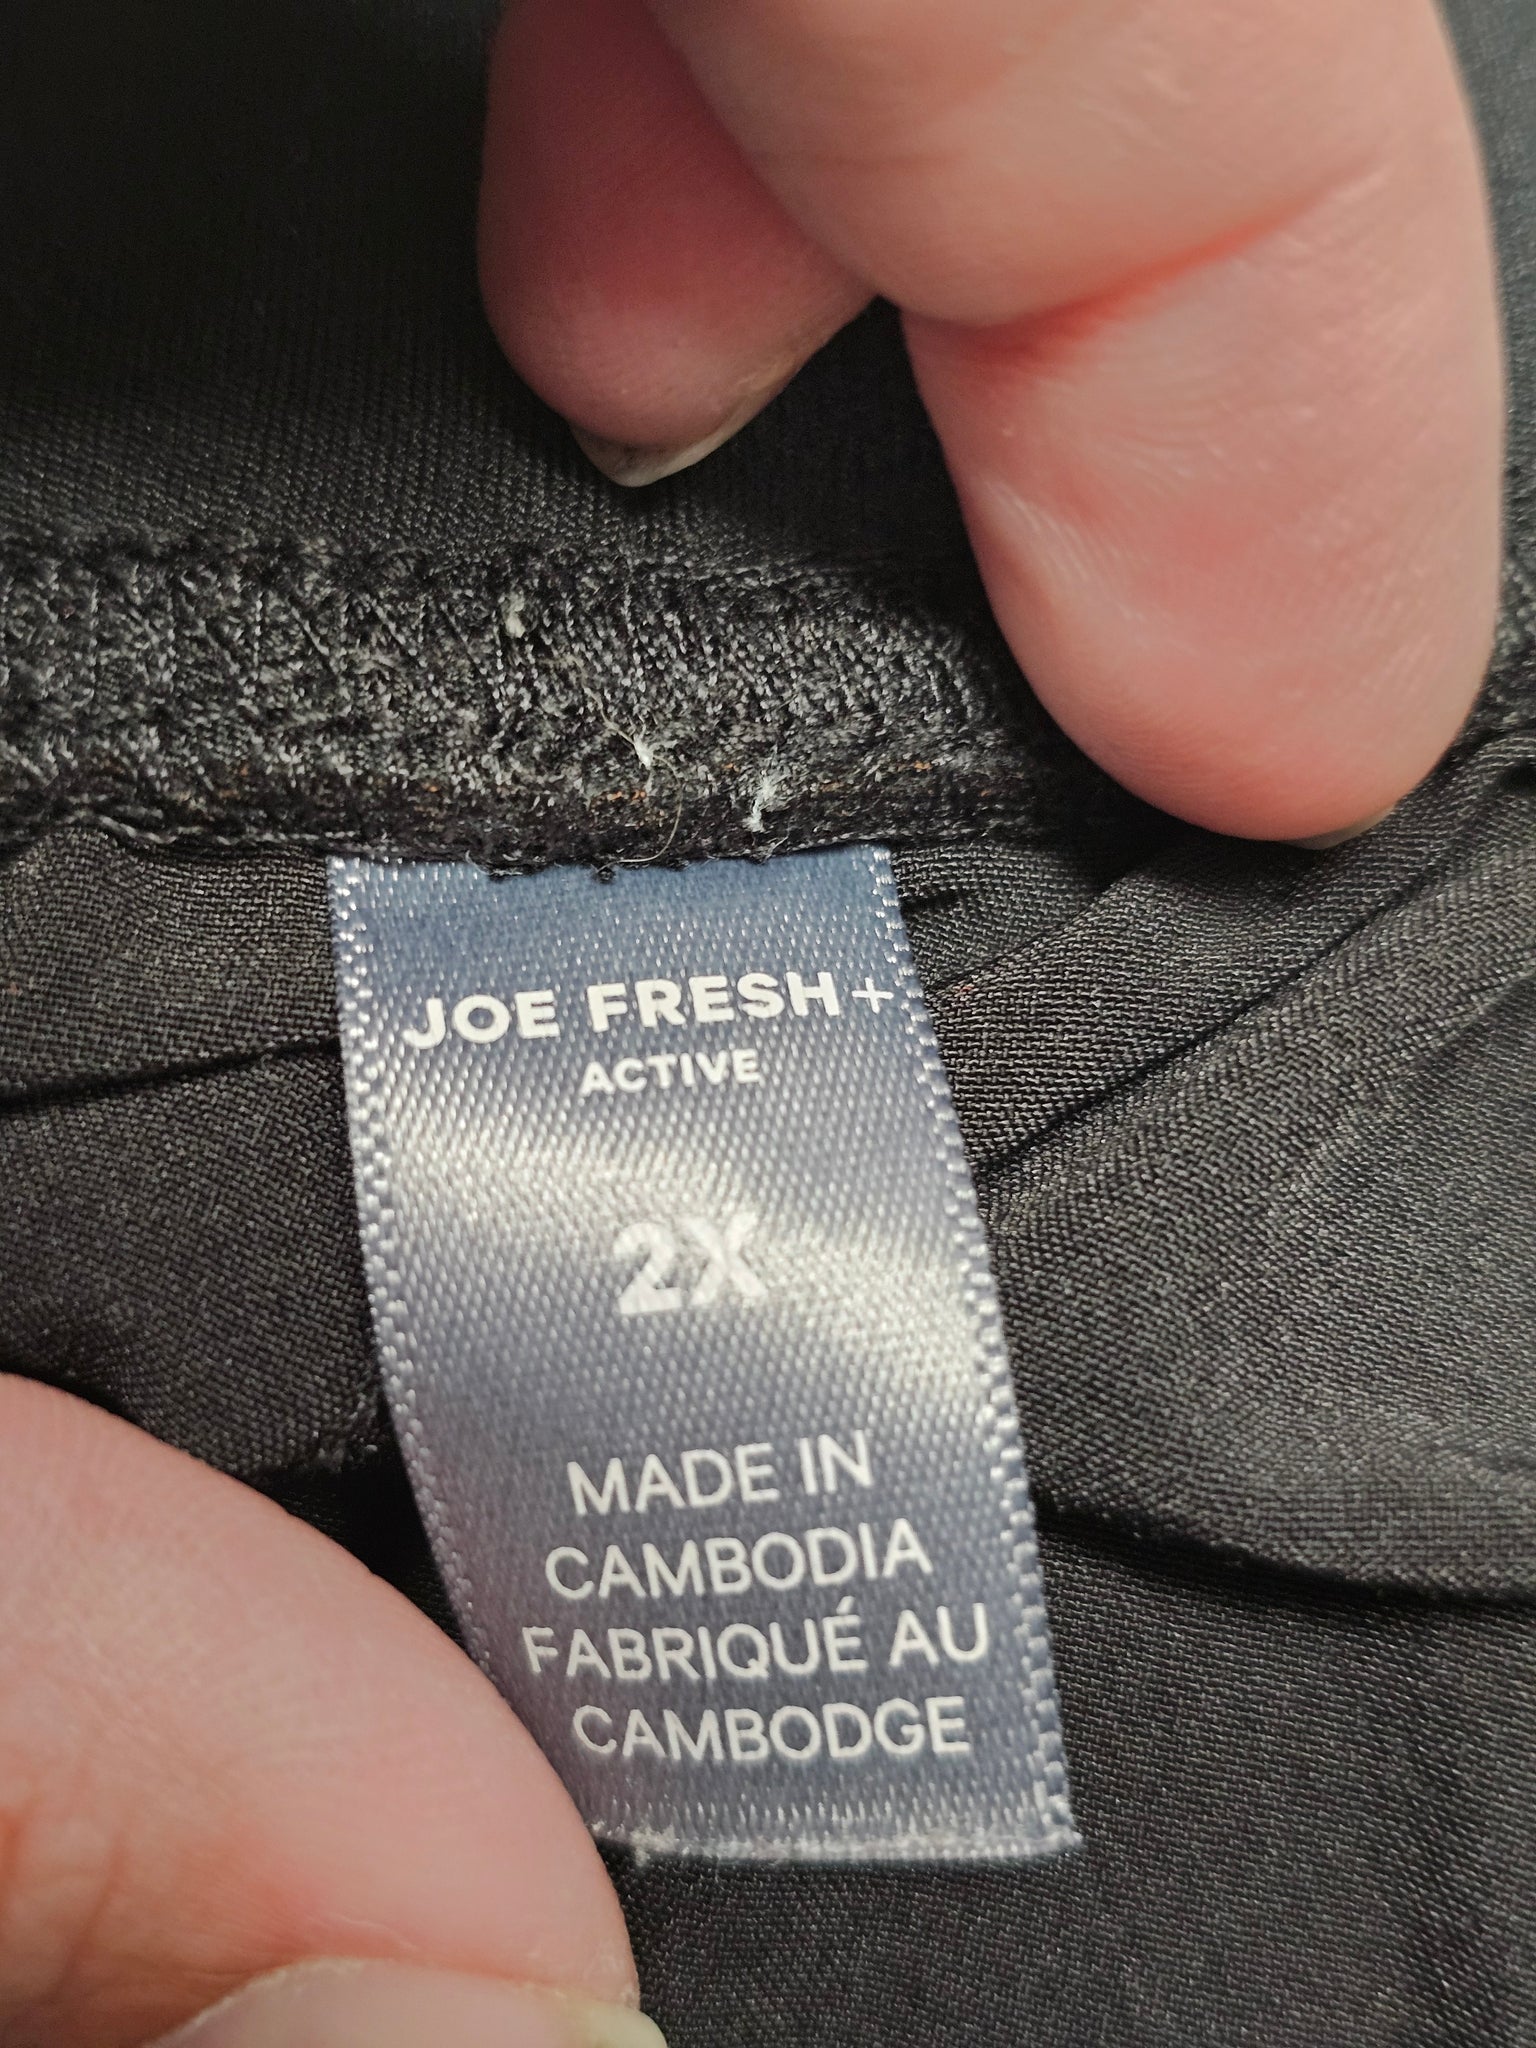 JOE FRESH+
ACTIVE
2X
MADE IN
CAMBODIA
FABRIQUÉ AU
CAMBODGE